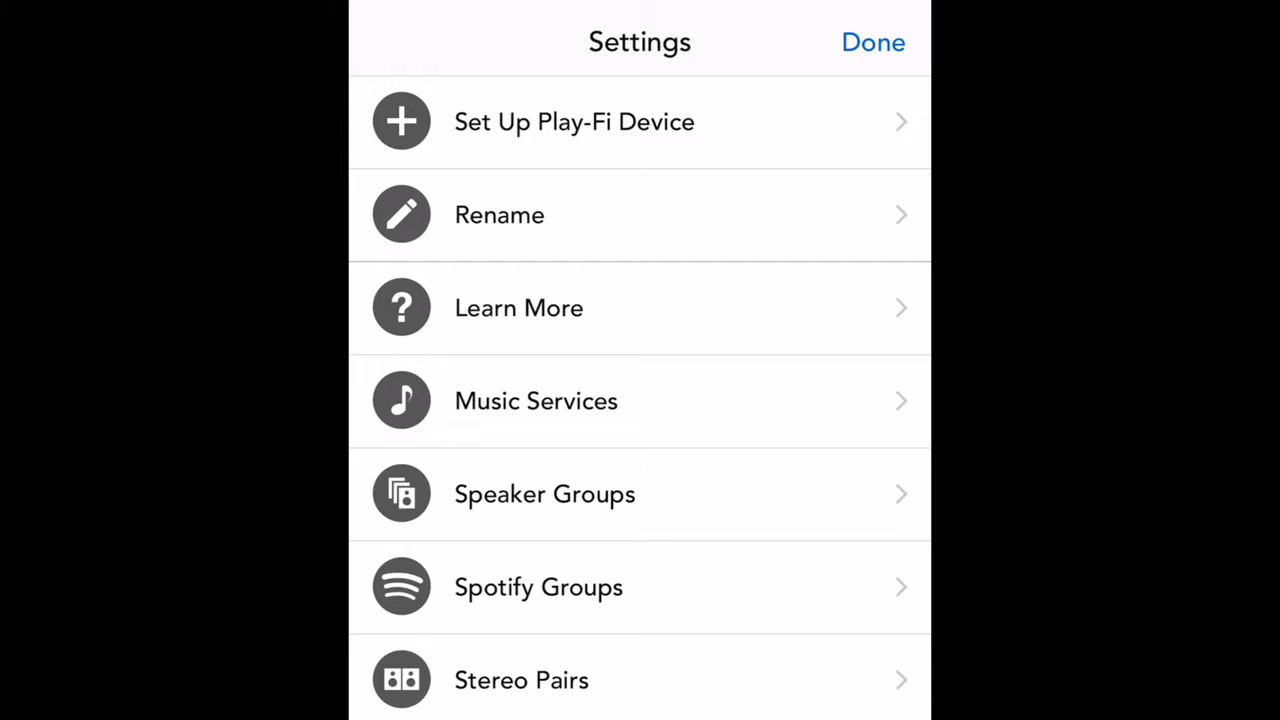 Settings
Done
Set Up Play-Fi Device
Rename
Learn More
Music Services
Speaker Groups
Spotify Groups
Stereo Pairs